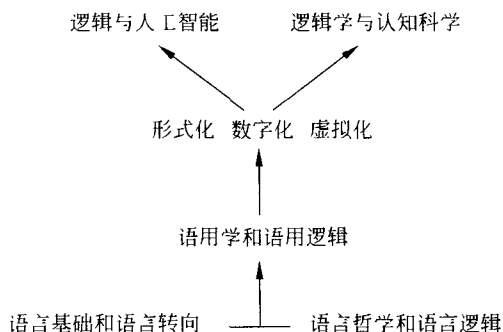 逻辑与人工智能 逻辑学与认知科学
形式化 数字化 虚拟化
语用学和语用逻辑
语言基础和语言转向 语言哲学和语言逻辑